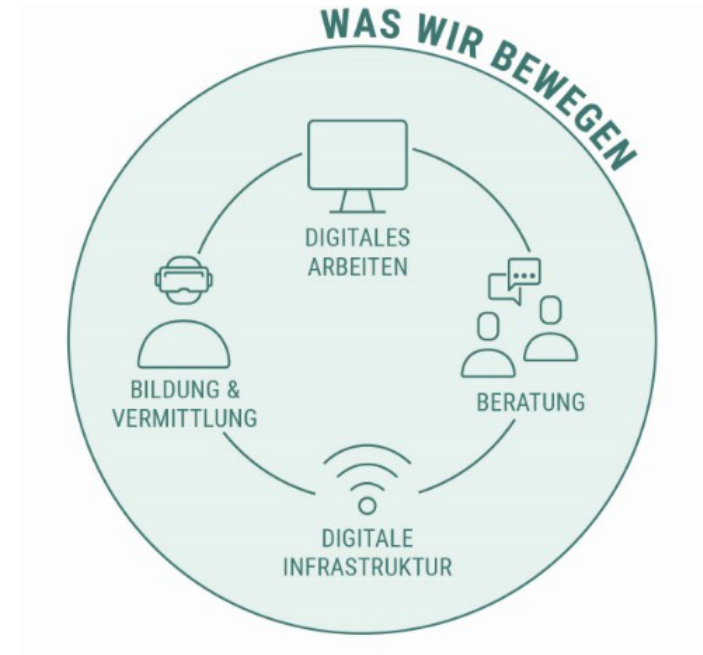 WAS WIR BEWEGEN
DIGITALES
ARBEITEN
BILDUNG &
VERMITTLUNG
BERATUNG
DIGITALE
INFRASTRUKTUR